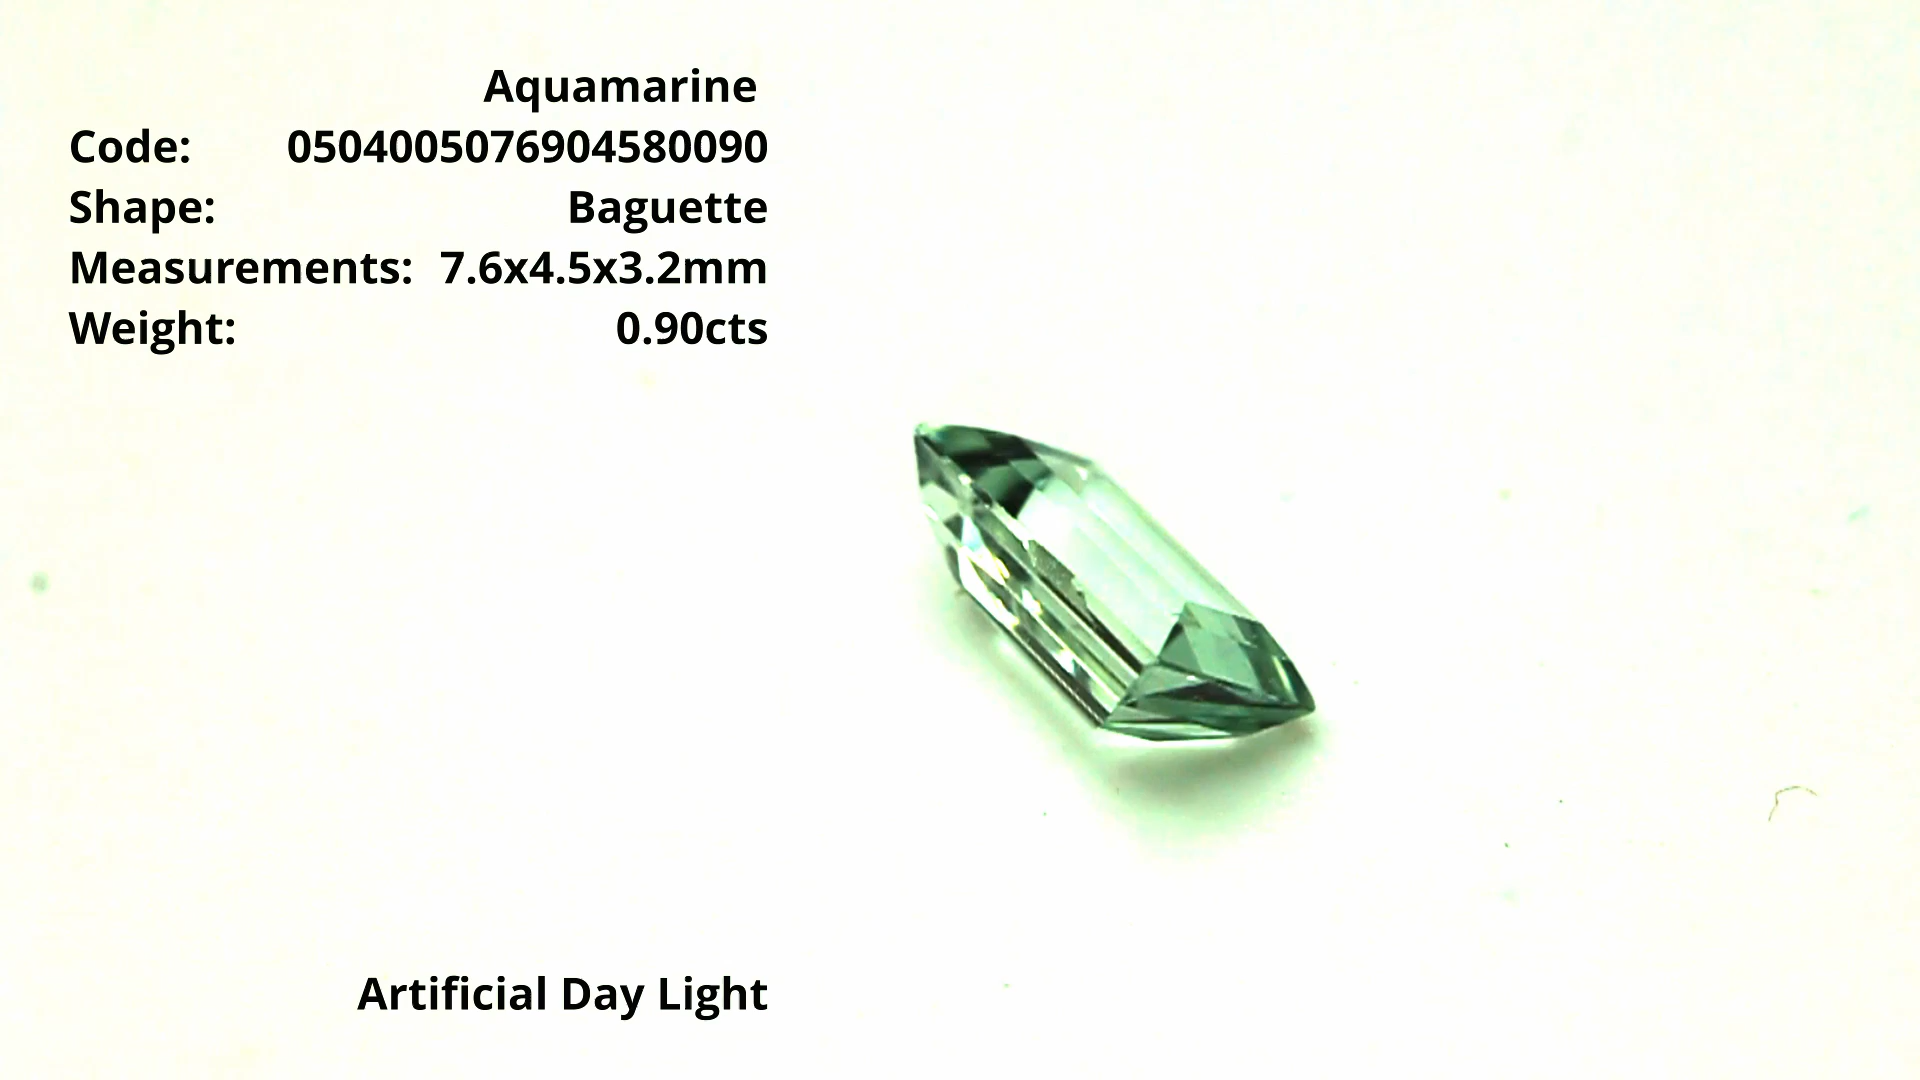 Aquamarine
Code: 0504005076904580090
Shape: Baguette
Measurements: 7.6x4.5x3.2mm
Weight: 0.90cts
Artificial Day Light